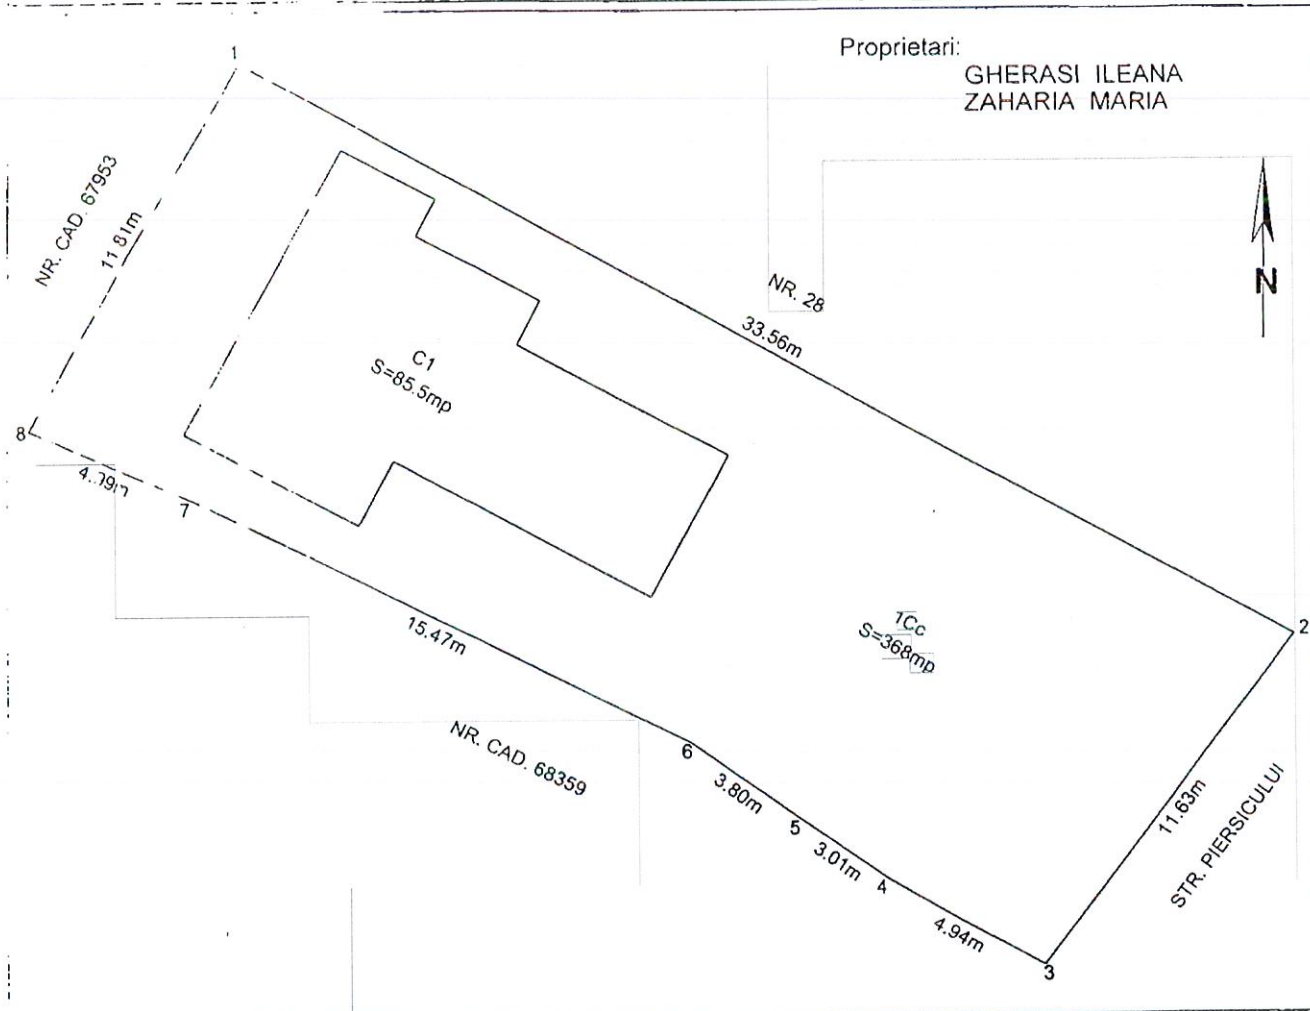 Proprietari:
GHERASI ILEANA
ZAHARIA MARIA
1
NR. CAD. 67953
11.81m
NR. 28
33.56m
N
C1
S=85.5mp
8
7
15.47m
1Cc
S=368mp
2
NR. CAD. 68359
6
3.80m
5
3.01m
4
4.94m
3
11.63m
STR. PIERSICULUI